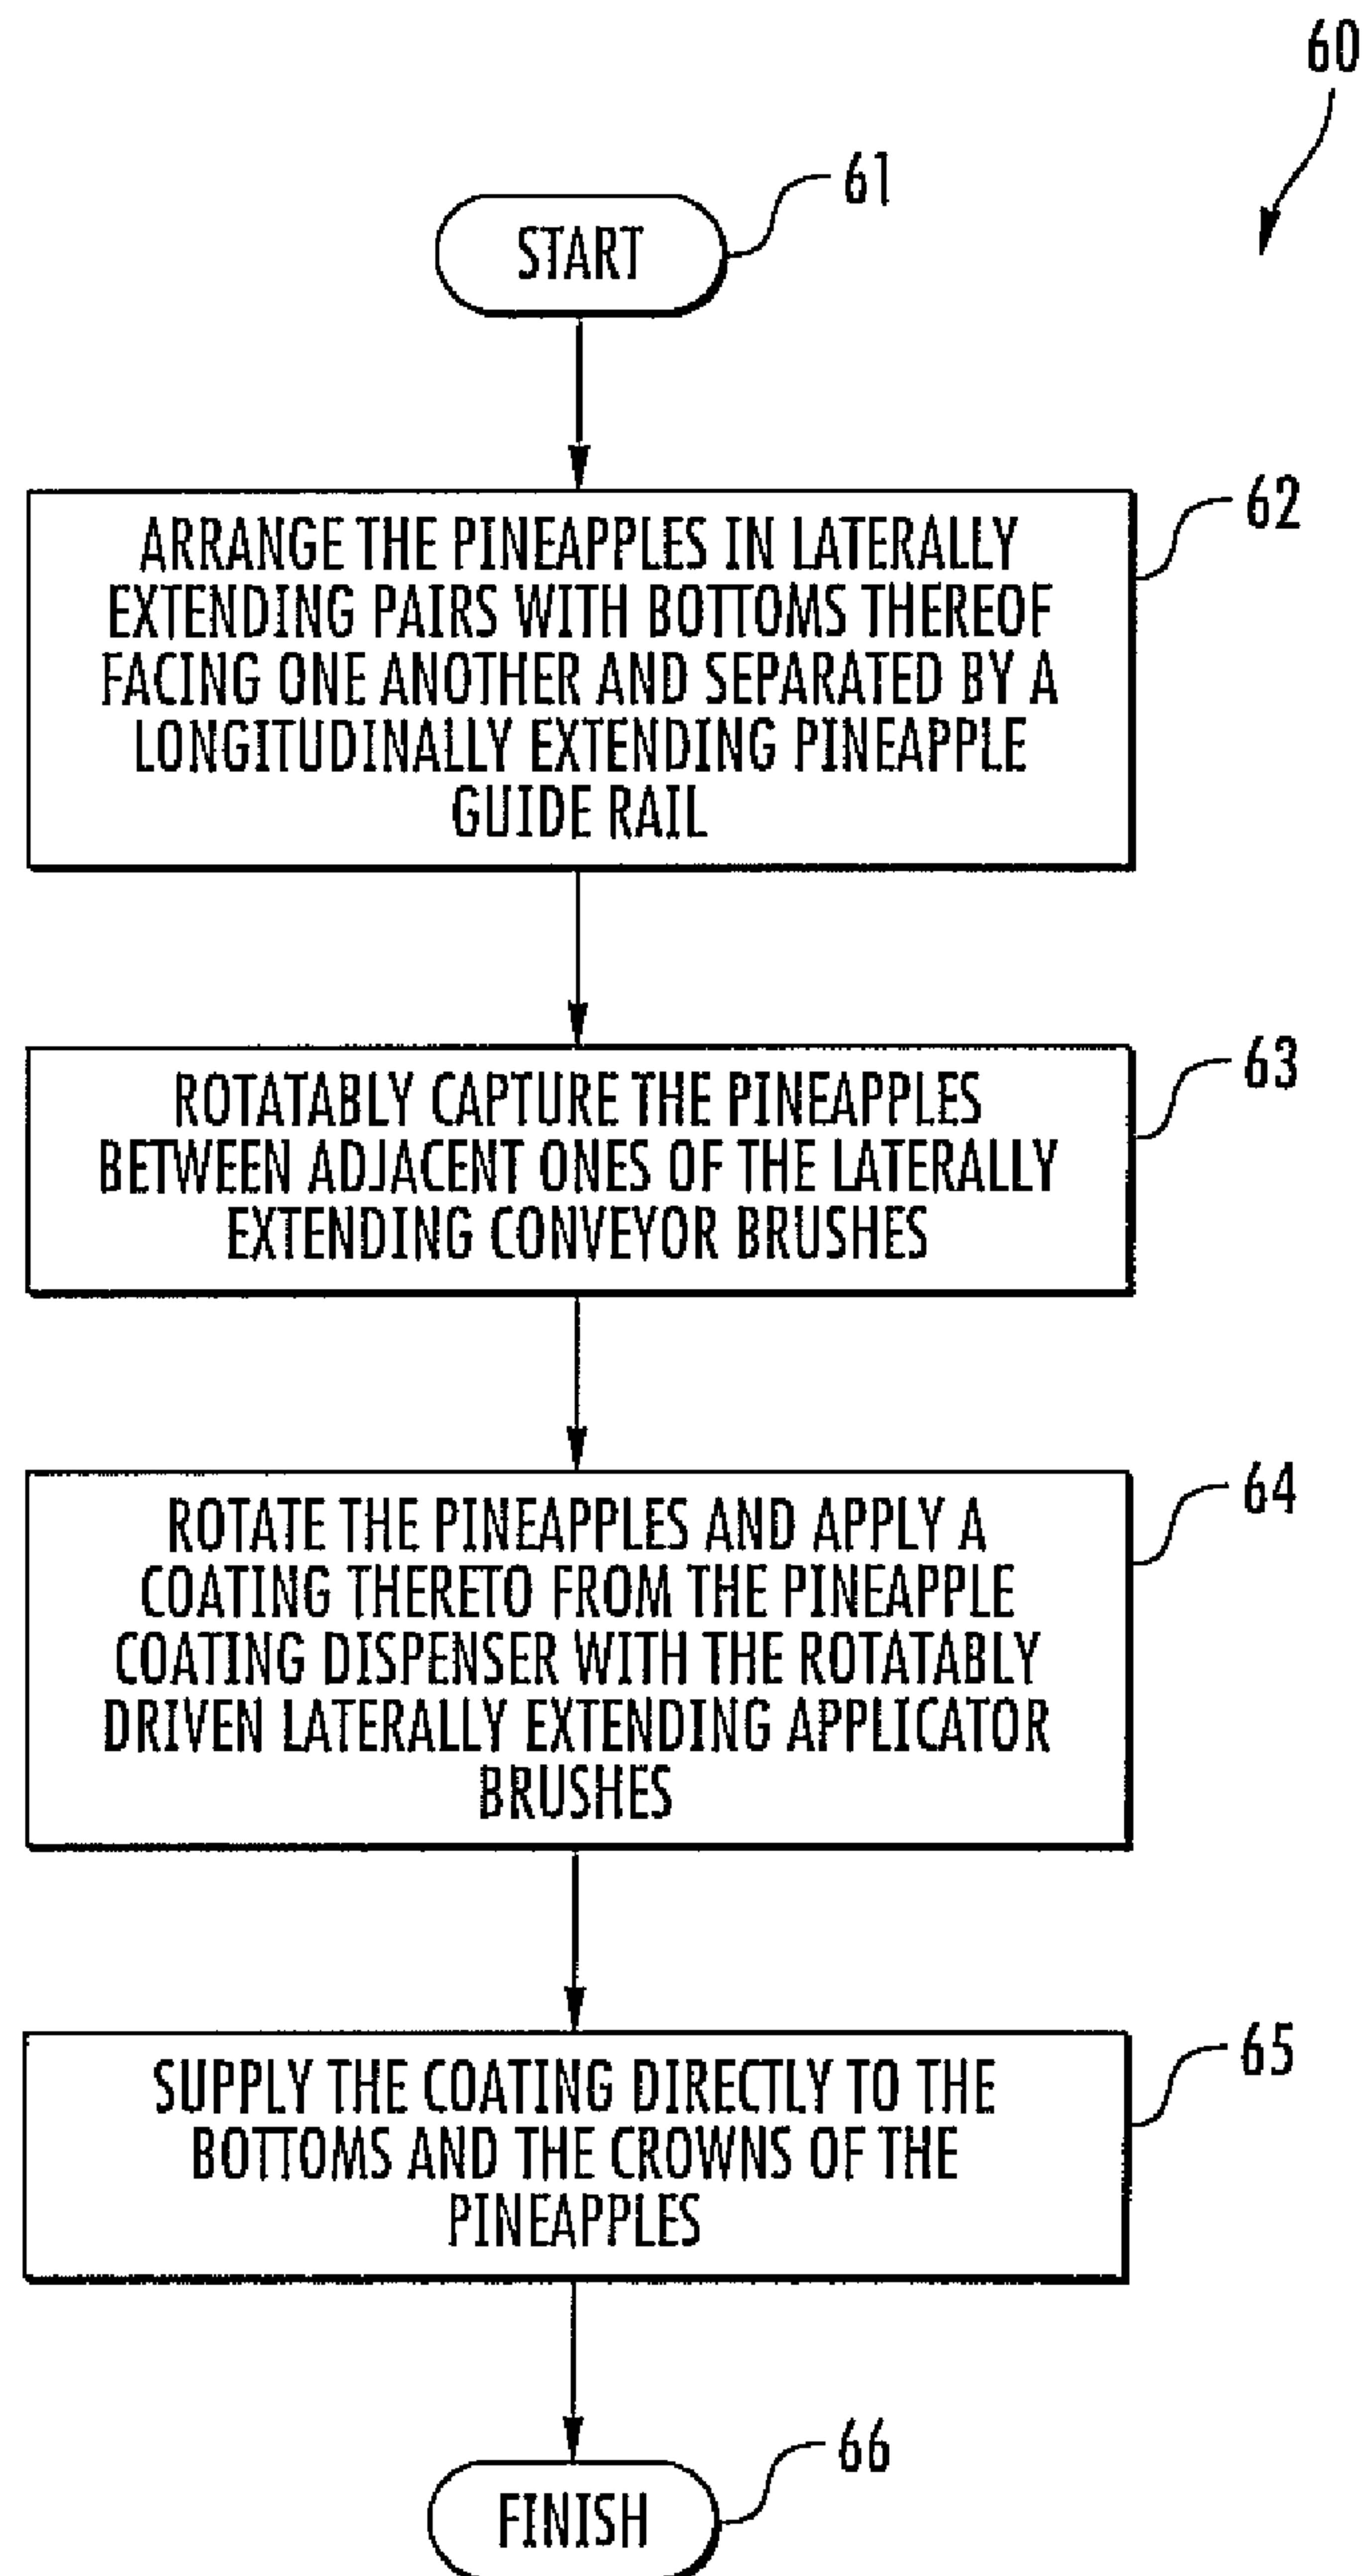 60
61
START
62
ARRANGE THE PINEAPPLES IN LATERALLY
EXTENDING PAIRS WITH BOTTOMS THEREOF
FACING ONE ANOTHER AND SEPARATED BY A
LONGITUDINALLY EXTENDING PINEAPPLE
GUIDE RAIL
63
ROTATABLY CAPTURE THE PINEAPPLES
BETWEEN ADJACENT ONES OF THE LATERALLY
EXTENDING CONVEYOR BRUSHES
64
ROTATE THE PINEAPPLES AND APPLY A
COATING THERETO FROM THE PINEAPPLE
COATING DISPENSER WITH THE ROTATABLY
DRIVEN LATERALLY EXTENDING APPLICATOR
BRUSHES
65
SUPPLY THE COATING DIRECTLY TO THE
BOTTOMS AND THE CROWNS OF THE
PINEAPPLES
66
FINISH